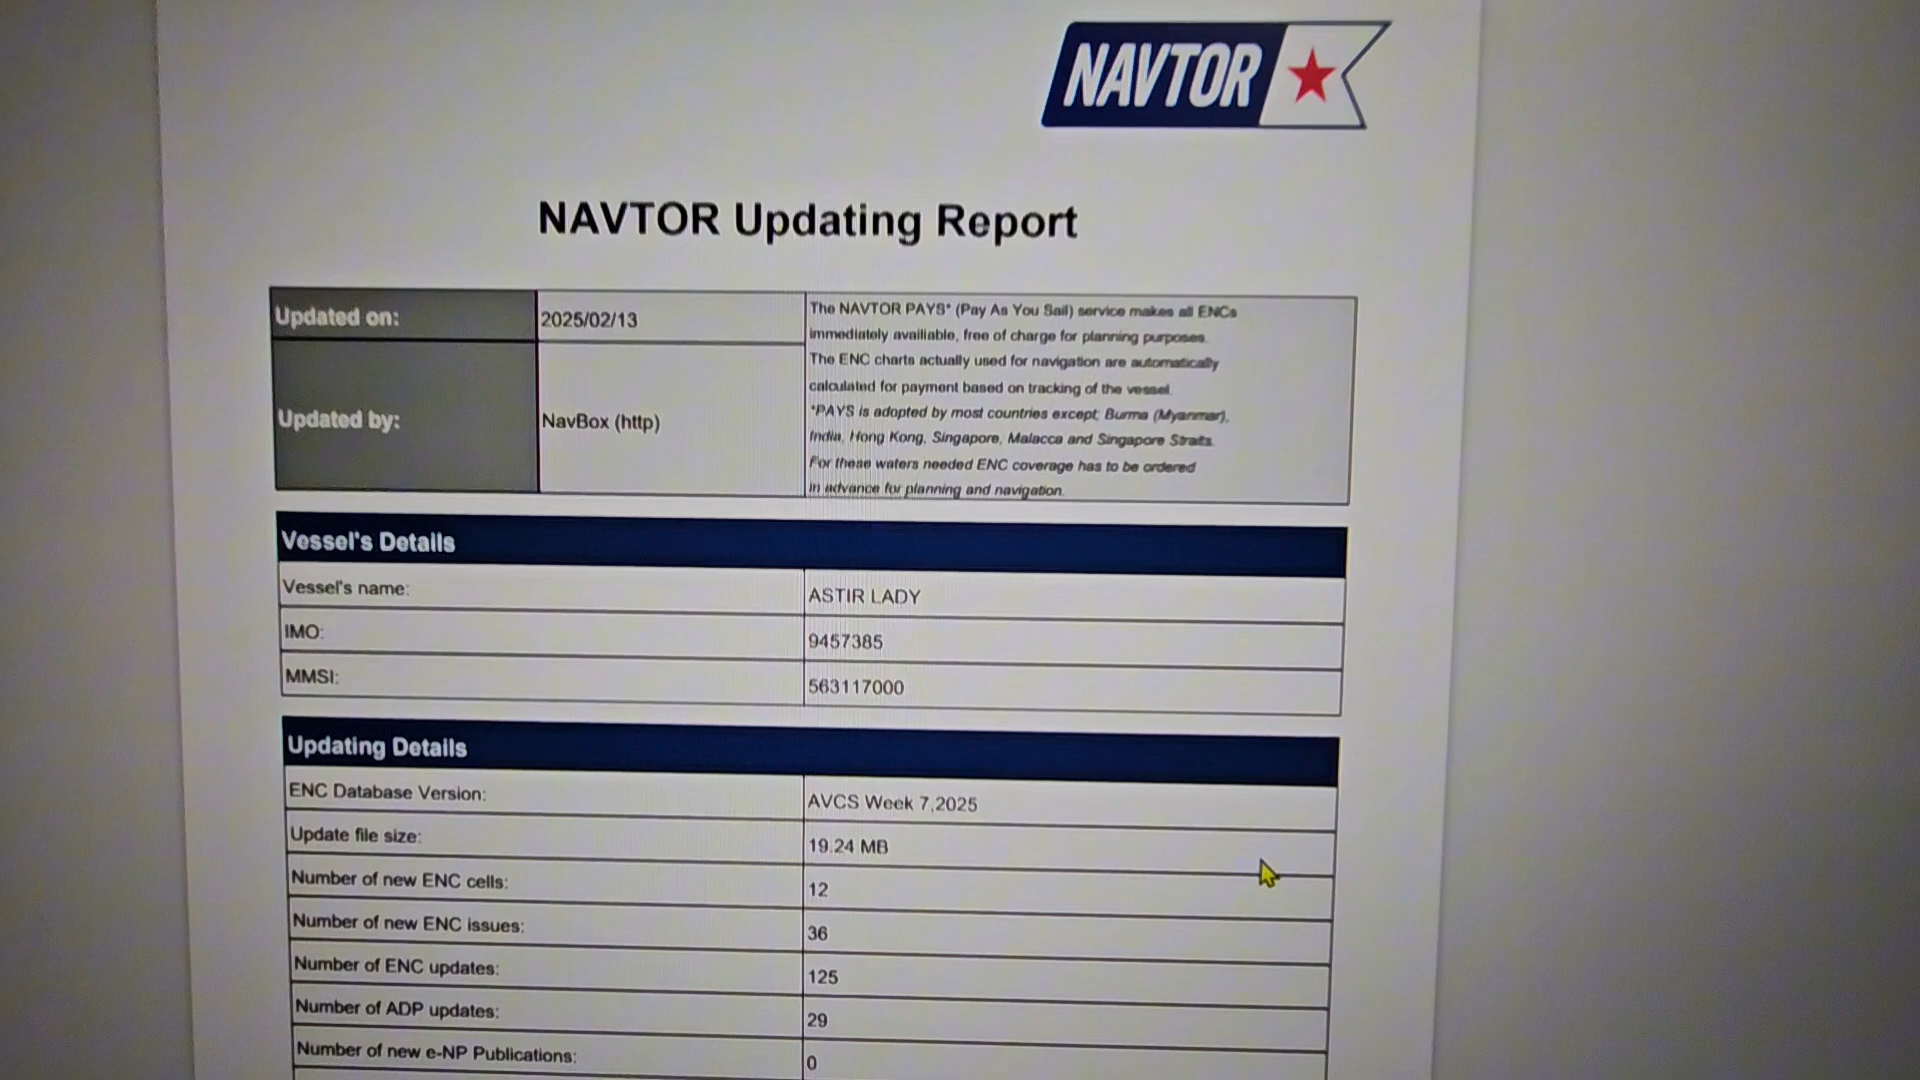 NAVTOR
NAVTOR Updating Report
Updated on:
2025/02/13
Updated by:
NavBox (http)
The NAVTOR PAYS* (Pay As You Sail) service makes all ENCs
immediately availiable, free of charge for planning purposes.
The ENC charts actually used for navigation are automatically
calculated for payment based on tracking of the vessel.
*PAYS is adopted by most countries except; Burma (Myanmar),
India, Hong Kong, Singapore, Malacca and Singapore Straits.
For these waters needed ENC coverage has to be ordered
in advance for planning and navigation.
Vessel's Details
Vessel's name:
ASTIR LADY
IMO:
9457385
MMSI:
563117000
Updating Details
ENC Database Version:
AVCS Week 7,2025
Update file size:
19.24 MB
Number of new ENC cells:
12
Number of new ENC issues:
36
Number of ENC updates:
125
Number of ADP updates:
29
Number of new e-NP Publications:
0